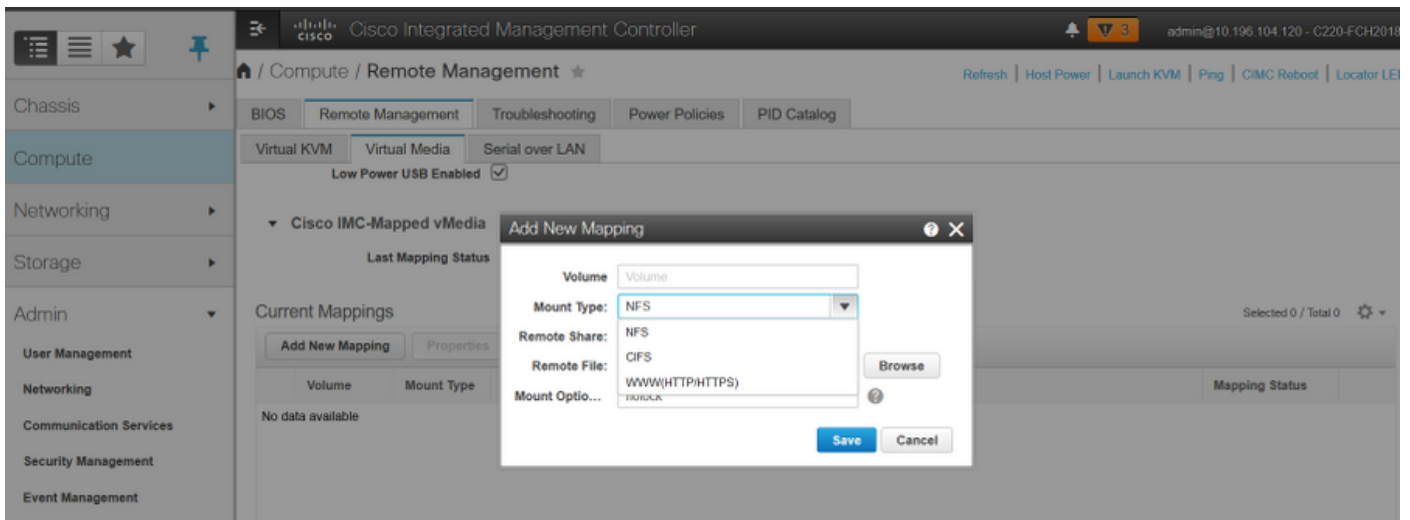 cisco Cisco Integrated Management Controller 3 admin@10.196.104.120 - C220-FCH2018
/ Compute / Remote Management
Refresh | Host Power | Launch KVM | Ping | CIMC Reboot | Locator LE
Chassis
Compute
Networking
Storage
Admin
User Management
Networking
Communication Services
Security Management
Event Management
BIOS Remote Management Troubleshooting Power Policies PID Catalog
Virtual KVM Virtual Media Serial over LAN
Low Power USB Enabled
Cisco IMC-Mapped vMedia
Last Mapping Status
Current Mappings Selected 0 / Total 0
Add New Mapping Properties
Volume Mount Type Mapping Status
No data available
Add New Mapping
Volume Volume
Mount Type: NFS
Remote Share: NFS
CIFS
Remote File: Browse
WWW(HTTP/HTTPS)
Mount Optio... nolock
Save Cancel